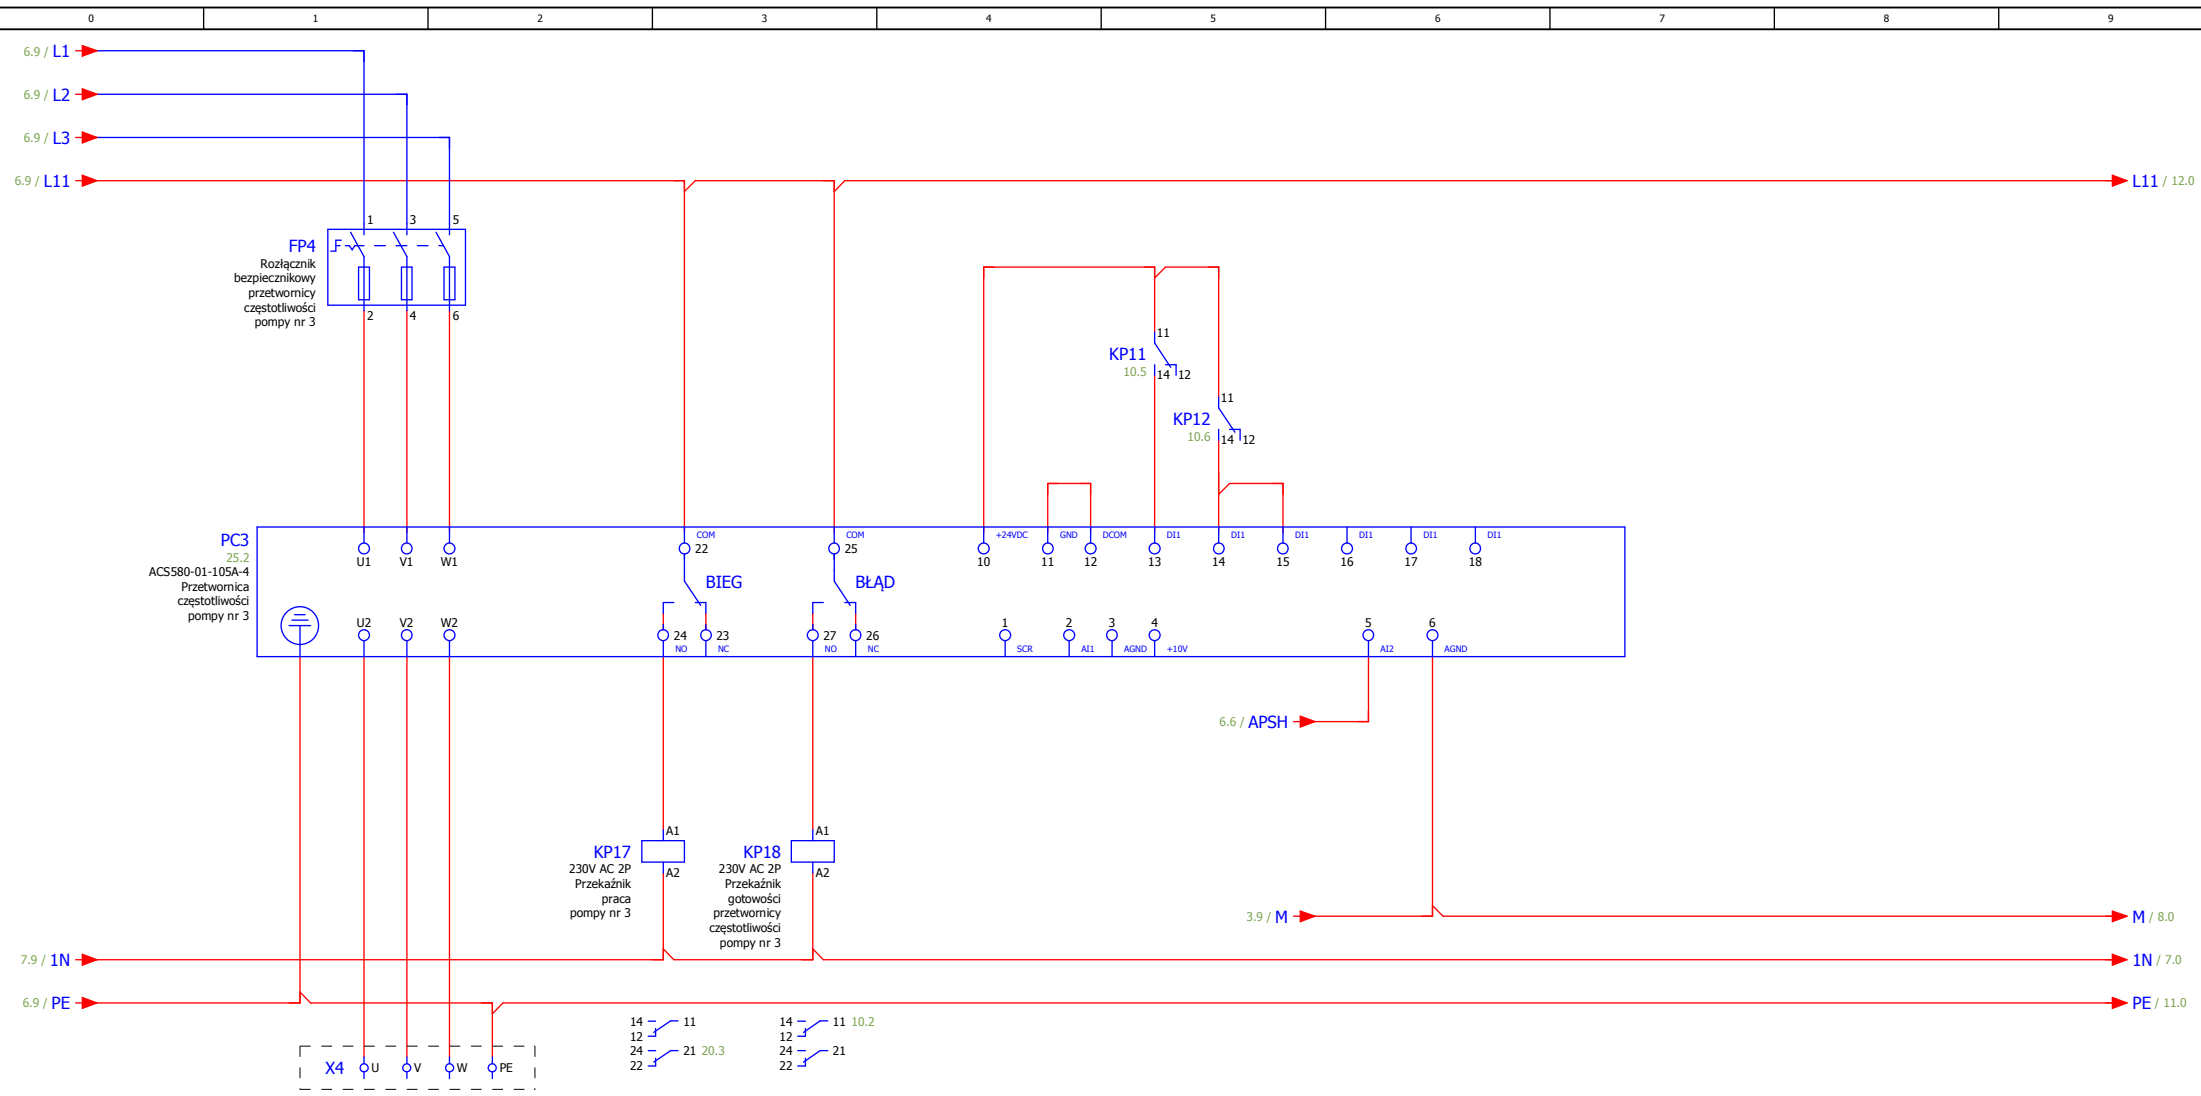 0 1 2 3 4 5 6 7 8 9
6.9 / L1
6.9 / L2
6.9 / L3
6.9 / L11
L11 / 12.0
1 3 5
FP4
Rozłącznik
bezpiecznikowy
przetwornicy
częstotliwości
pompy nr 3
2 4 6
11
KP11
10.5
14 12
11
KP12
10.6
14 12
PC3
25.2
ACS580-01-105A-4
Przetwornica
częstotliwości
pompy nr 3
COM COM +24VDC GND DCOM DI1 DI1 DI1 DI1 DI1 DI1
U1 V1 W1 22 25 10 11 12 13 14 15 16 17 18
BIEG BŁĄD
U2 V2 W2 24 23 27 26 1 2 3 4 5 6
NO NC NO NC SCR AI1 AGND +10V AI2 AGND
6.6 / APSH
A1
KP17
230V AC 2P
A2
Przekaźnik
praca
pompy nr 3
A1
KP18
230V AC 2P
A2
Przekaźnik
gotowości
przetwornicy
częstotliwości
pompy nr 3
3.9 / M
M / 8.0
7.9 / 1N
1N / 7.0
6.9 / PE
PE / 11.0
14 11
12
24 21 20.3
22
14 11 10.2
12
24 21
22
X4 U V W PE